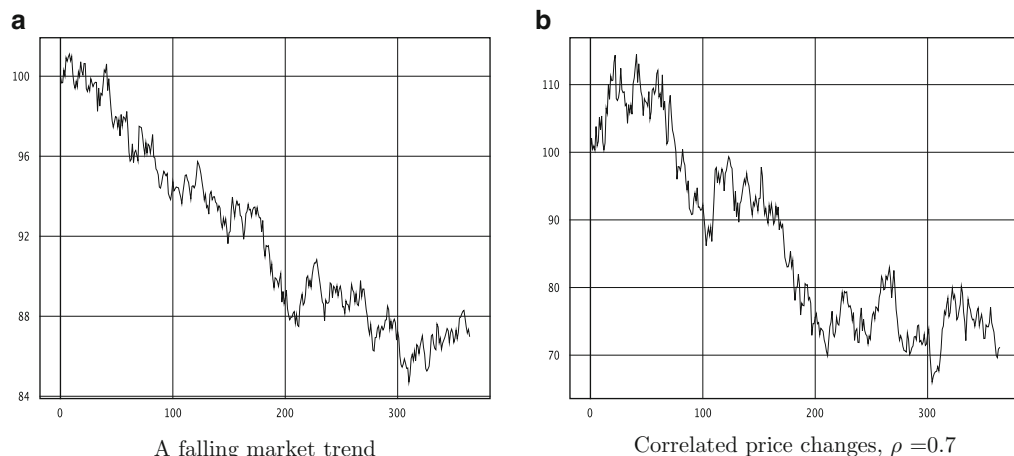 a
100
96
92
88
84
0 100 200 300
A falling market trend
b
110
100
90
80
70
0 100 200 300
Correlated price changes, ρ =0.7